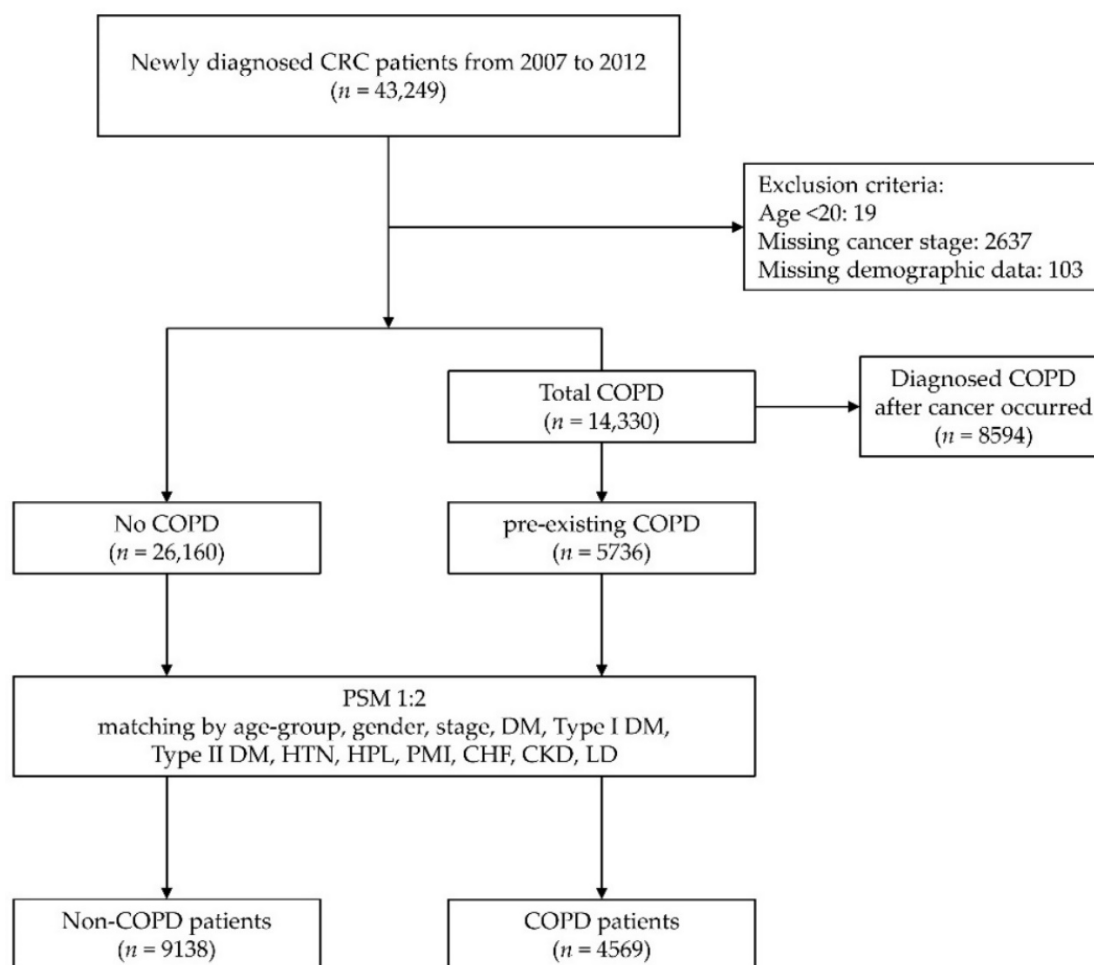 Newly diagnosed CRC patients from 2007 to 2012
(n = 43,249)
Exclusion criteria:
Age <20: 19
Missing cancer stage: 2637
Missing demographic data: 103
Total COPD
(n = 14,330)
Diagnosed COPD
after cancer occurred
(n = 8594)
No COPD
(n = 26,160)
pre-existing COPD
(n = 5736)
PSM 1:2
matching by age-group, gender, stage, DM, Type I DM,
Type II DM, HTN, HPL, PMI, CHF, CKD, LD
Non-COPD patients
(n = 9138)
COPD patients
(n = 4569)